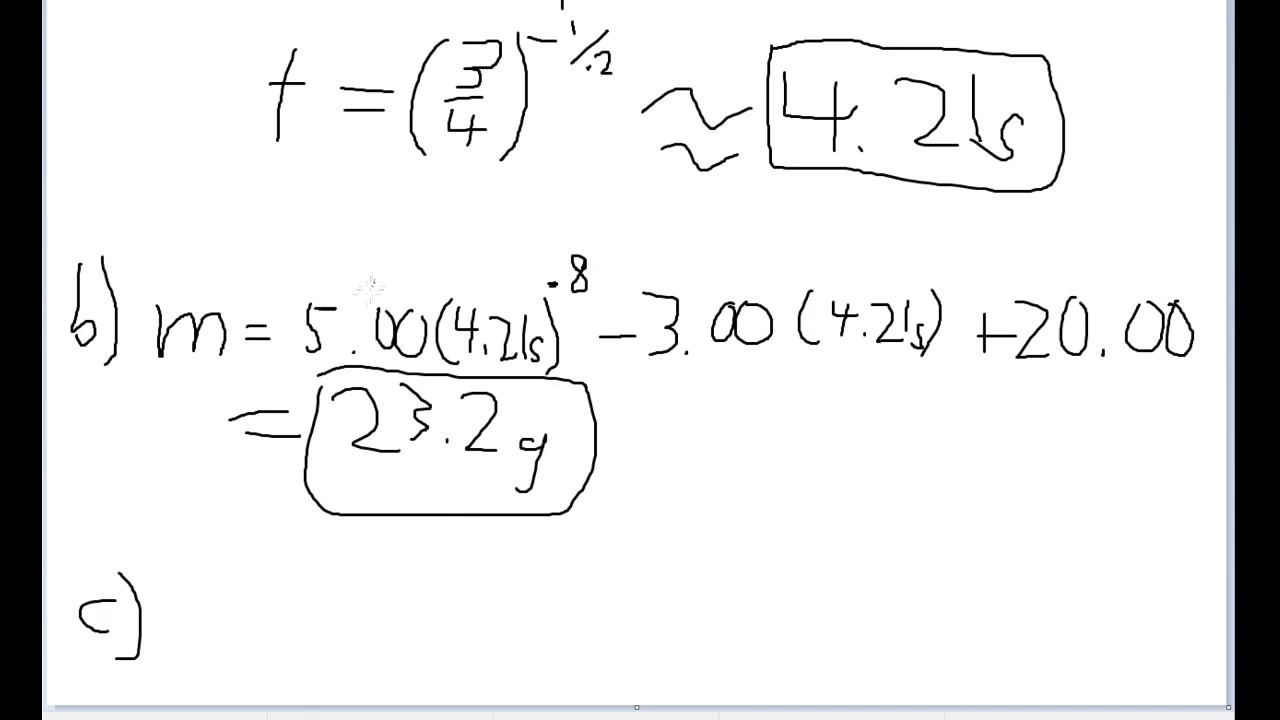 t = (3/4)^-1/.2 ≈ 4.21s
b) m = 5.00(4.21s)^.8 - 3.00 (4.21s) + 20.00
= 23.2g
c)